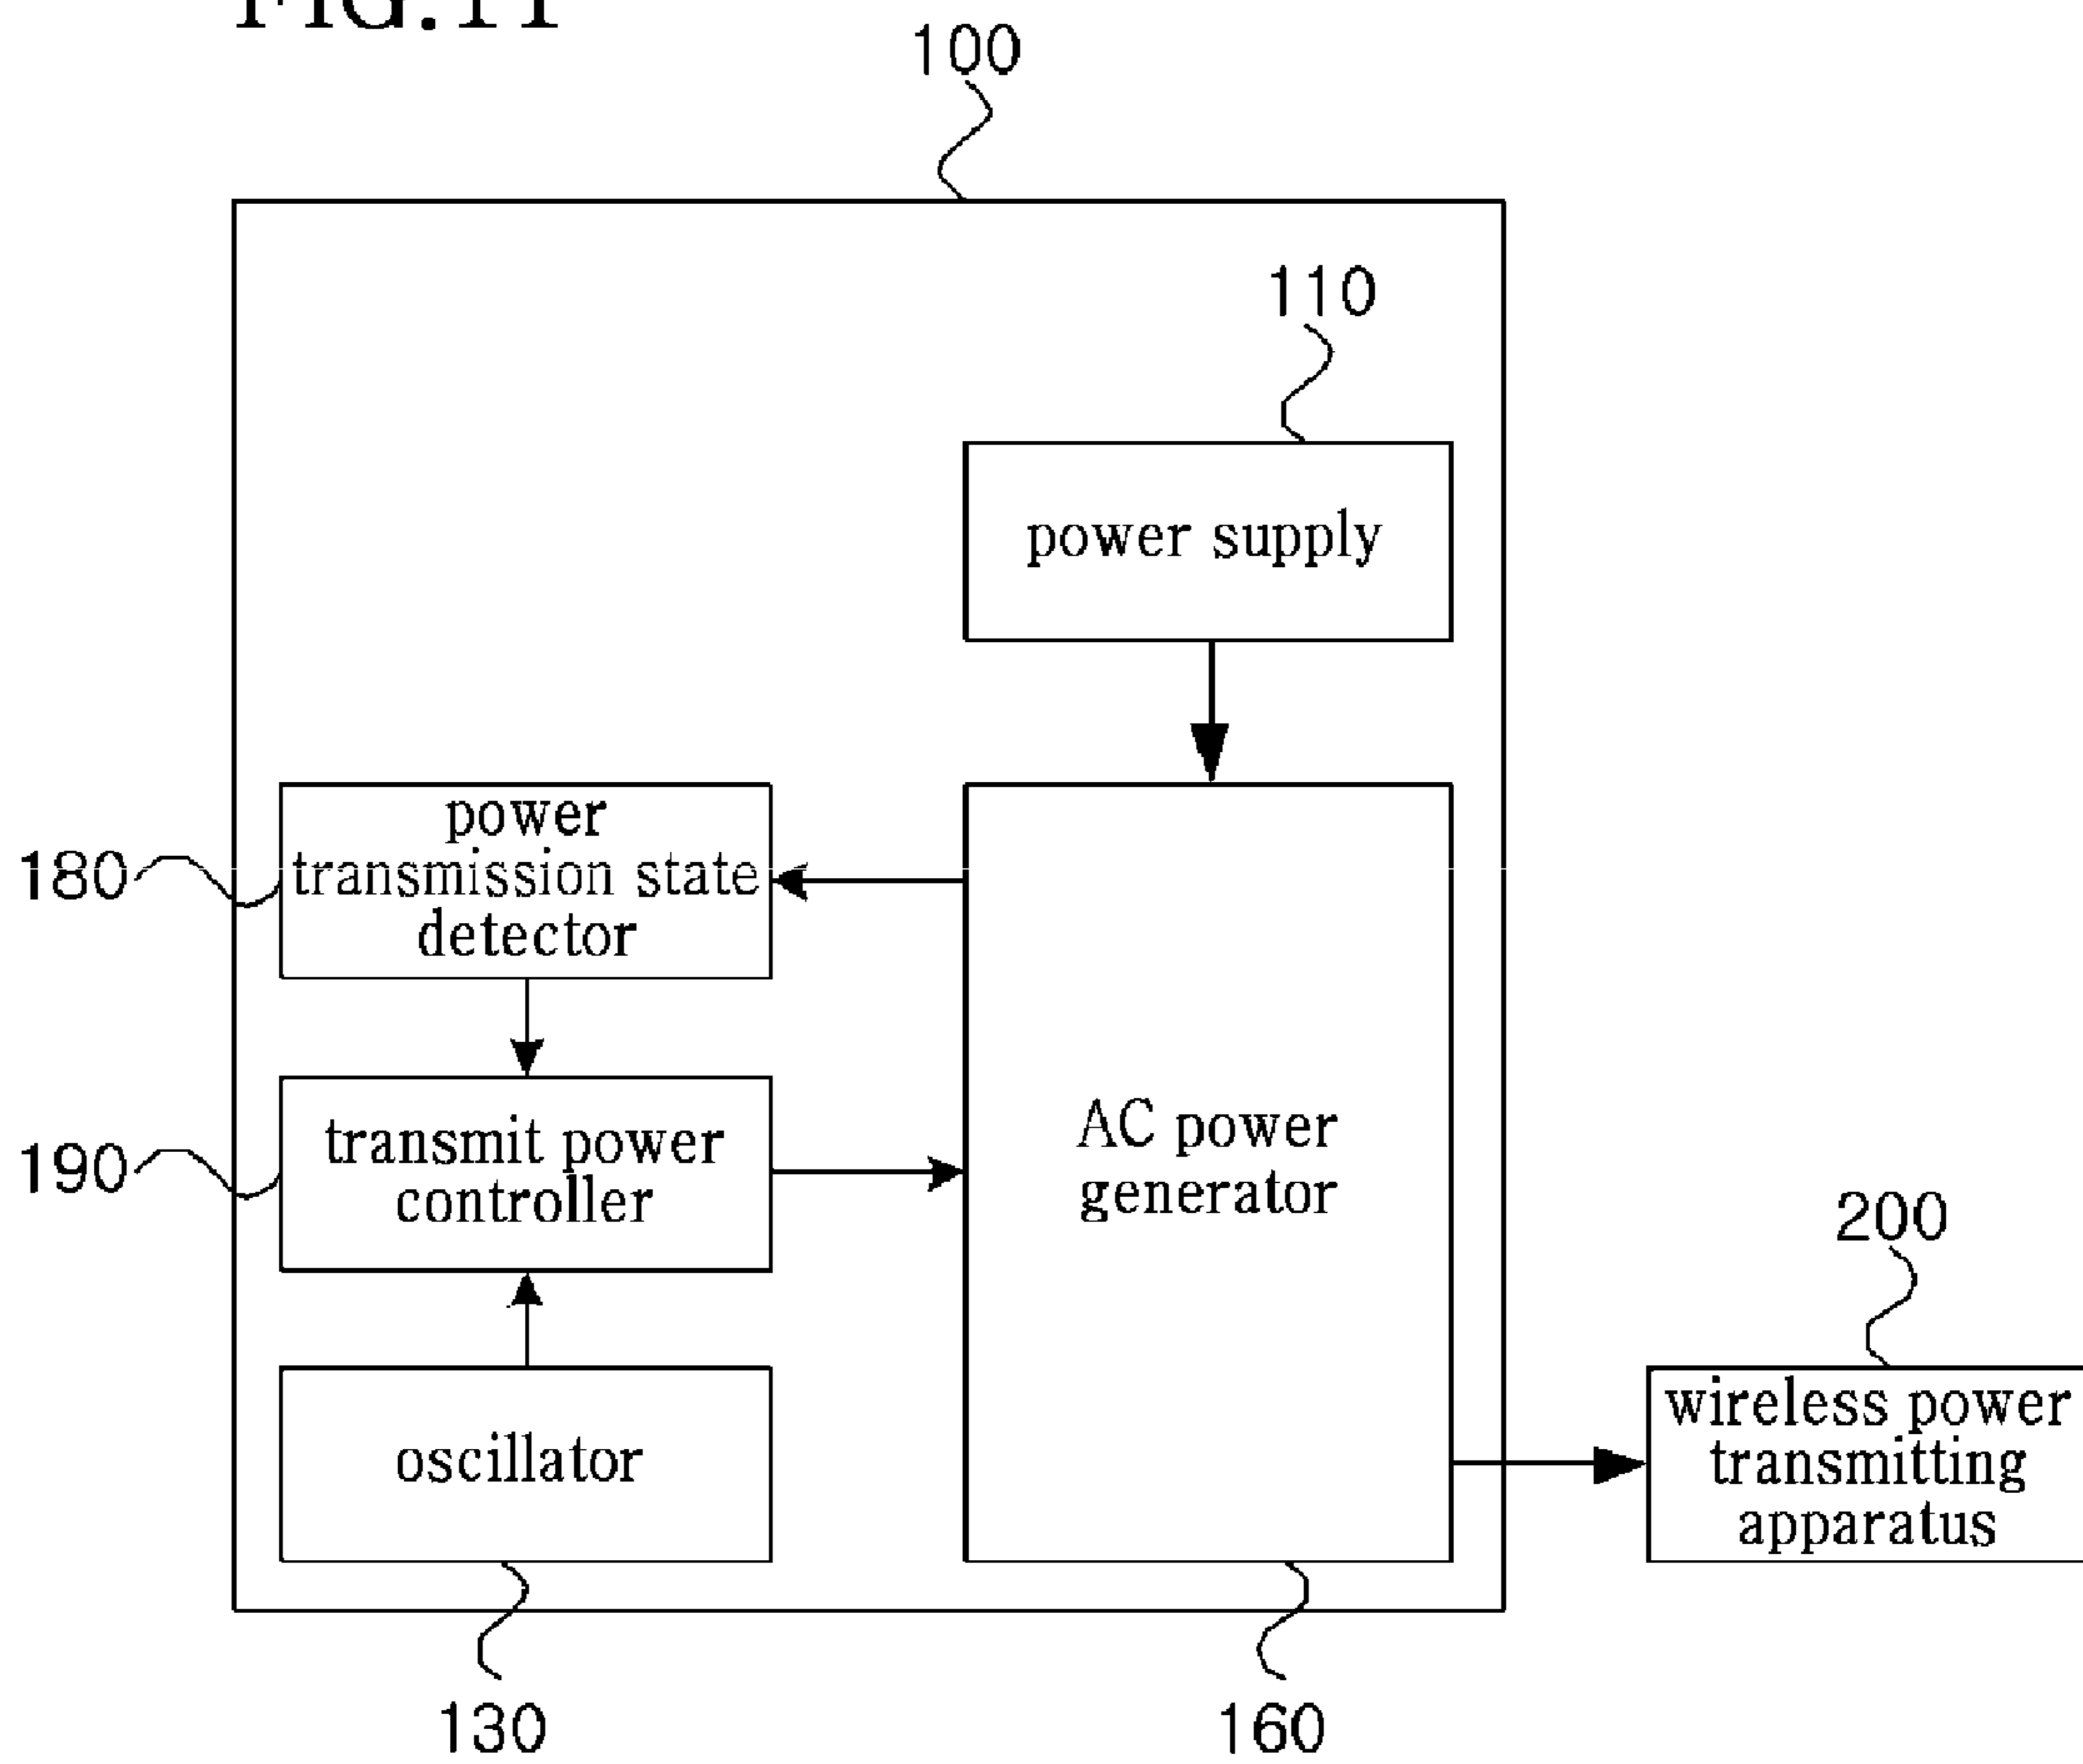 FIG.11
100
110
power supply
power
transmission state
detector
180
transmit power
controller
190
AC power
generator
200
wireless power
transmitting
apparatus
oscillator
130
160